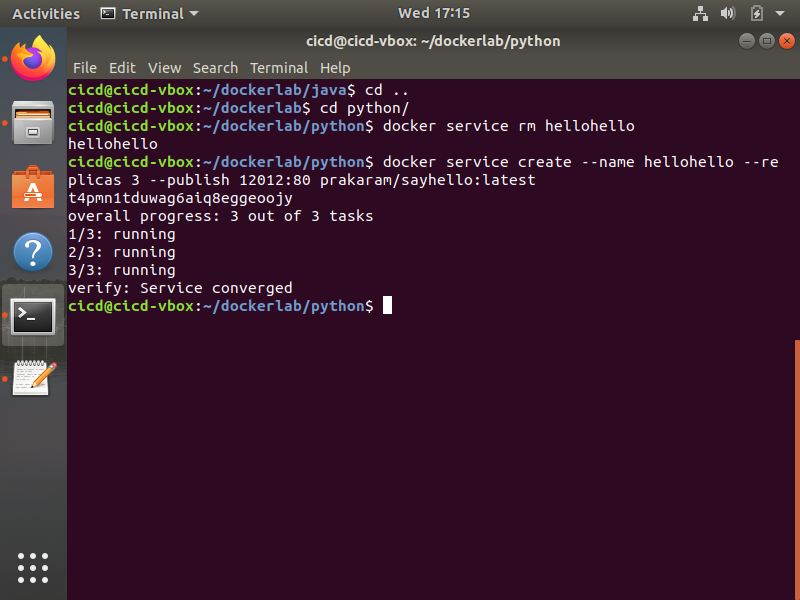 Activities
Terminal
Wed 17:15
cicd@cicd-vbox: ~/dockerlab/python
File Edit View Search Terminal Help
cicd@cicd-vbox:~/dockerlab/java$ cd ..
cicd@cicd-vbox:~/dockerlab$ cd python/
cicd@cicd-vbox:~/dockerlab/python$ docker service rm hellohello
hellohello
cicd@cicd-vbox:~/dockerlab/python$ docker service create --name hellohello --re
plicas 3 --publish 12012:80 prakaram/sayhello:latest
t4pmn1tduwag6aiq8eggeoojy
overall progress: 3 out of 3 tasks
1/3: running
2/3: running
3/3: running
verify: Service converged
cicd@cicd-vbox:~/dockerlab/python$